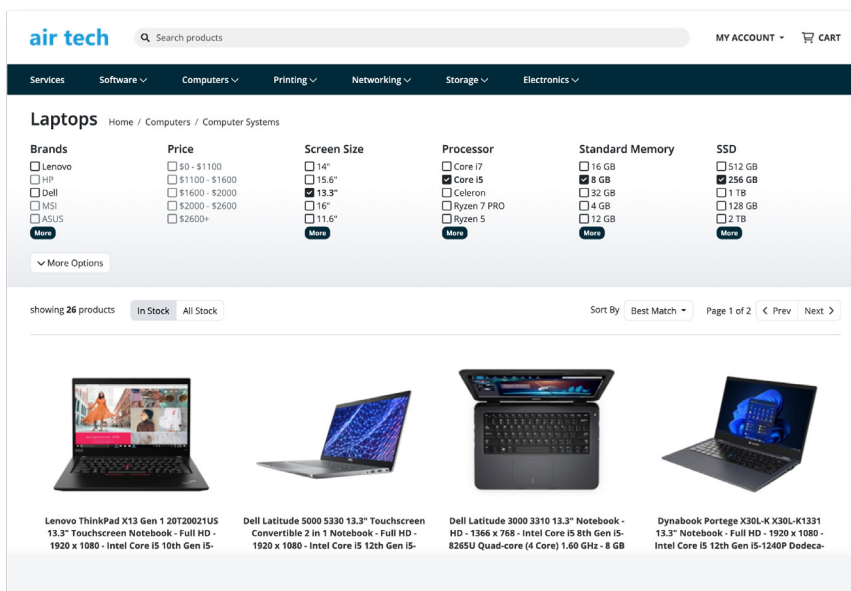 air tech
Search products
MY ACCOUNT
CART
Services
Software
Computers
Printing
Networking
Storage
Electronics
Laptops
Home / Computers / Computer Systems
Brands
Lenovo
HP
Dell
MSI
ASUS
More
Price
$0 - $1100
$1100 - $1600
$1600 - $2000
$2000 - $2600
$2600+
Screen Size
14"
15.6"
13.3"
16"
11.6"
More
Processor
Core i7
Core i5
Celeron
Ryzen 7 PRO
Ryzen 5
More
Standard Memory
16 GB
8 GB
32 GB
4 GB
12 GB
More
SSD
512 GB
256 GB
1 TB
128 GB
2 TB
More
More Options
showing 26 products
In Stock
All Stock
Sort By
Best Match
Page 1 of 2
Prev
Next
Lenovo ThinkPad X13 Gen 1 20T20021US
13.3" Touchscreen Notebook - Full HD -
1920 x 1080 - Intel Core i5 10th Gen i5-
Dell Latitude 5000 5330 13.3" Touchscreen
Convertible 2 in 1 Notebook - Full HD -
1920 x 1080 - Intel Core i5 12th Gen i5-
Dell Latitude 3000 3310 13.3" Notebook -
HD - 1366 x 768 - Intel Core i5 8th Gen i5-
8265U Quad-core (4 Core) 1.60 GHz - 8 GB
Dynabook Portege X30L-K X30L-K1331
13.3" Notebook - Full HD - 1920 x 1080 -
Intel Core i5 12th Gen i5-1240P Dodeca-